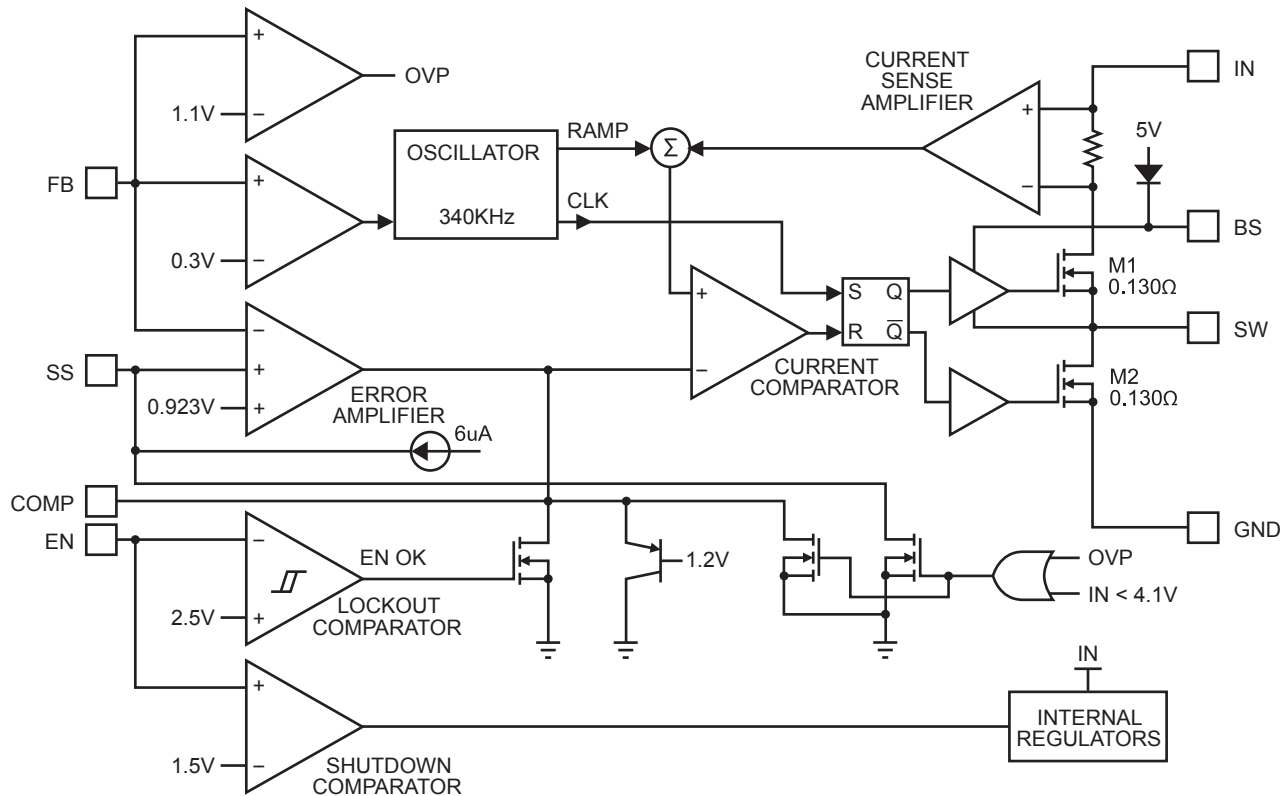 +
OVP
1.1V
−
CURRENT
SENSE
AMPLIFIER
IN
+
−
5V
RAMP
Σ
OSCILLATOR
340KHz
CLK
FB
+
0.3V
−
BS
M1
0.130Ω
S Q
R Q̅
+
−
CURRENT
COMPARATOR
SW
M2
0.130Ω
SS
−
+
0.923V
+
ERROR
AMPLIFIER
6uA
COMP
EN
−
EN OK
2.5V
+
LOCKOUT
COMPARATOR
1.2V
OVP
IN < 4.1V
GND
+
1.5V
−
SHUTDOWN
COMPARATOR
IN
INTERNAL
REGULATORS